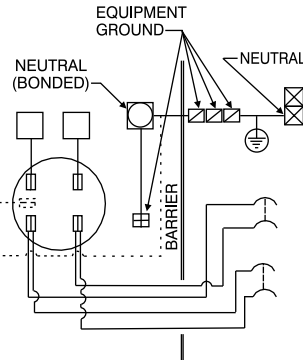 EQUIPMENT
GROUND
NEUTRAL
NEUTRAL
(BONDED)
BARRIER